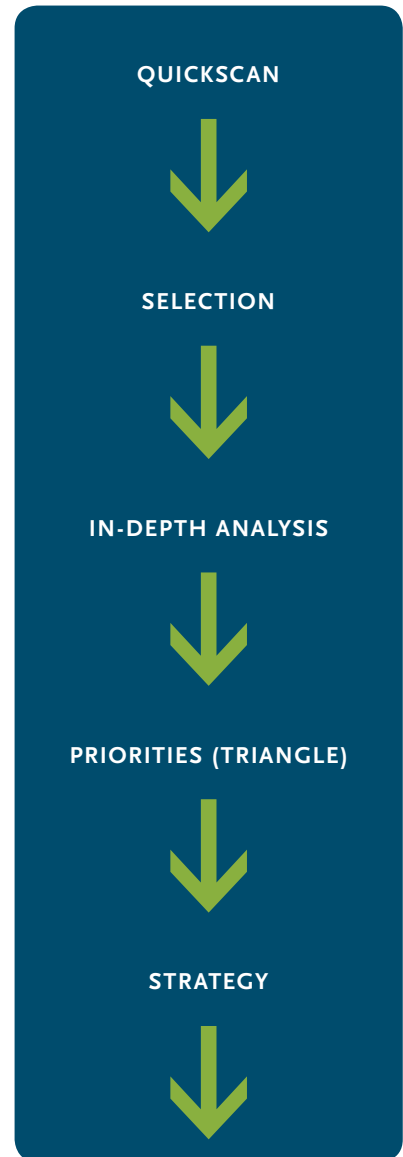 QUICKSCAN
SELECTION
IN-DEPTH ANALYSIS
PRIORITIES (TRIANGLE)
STRATEGY